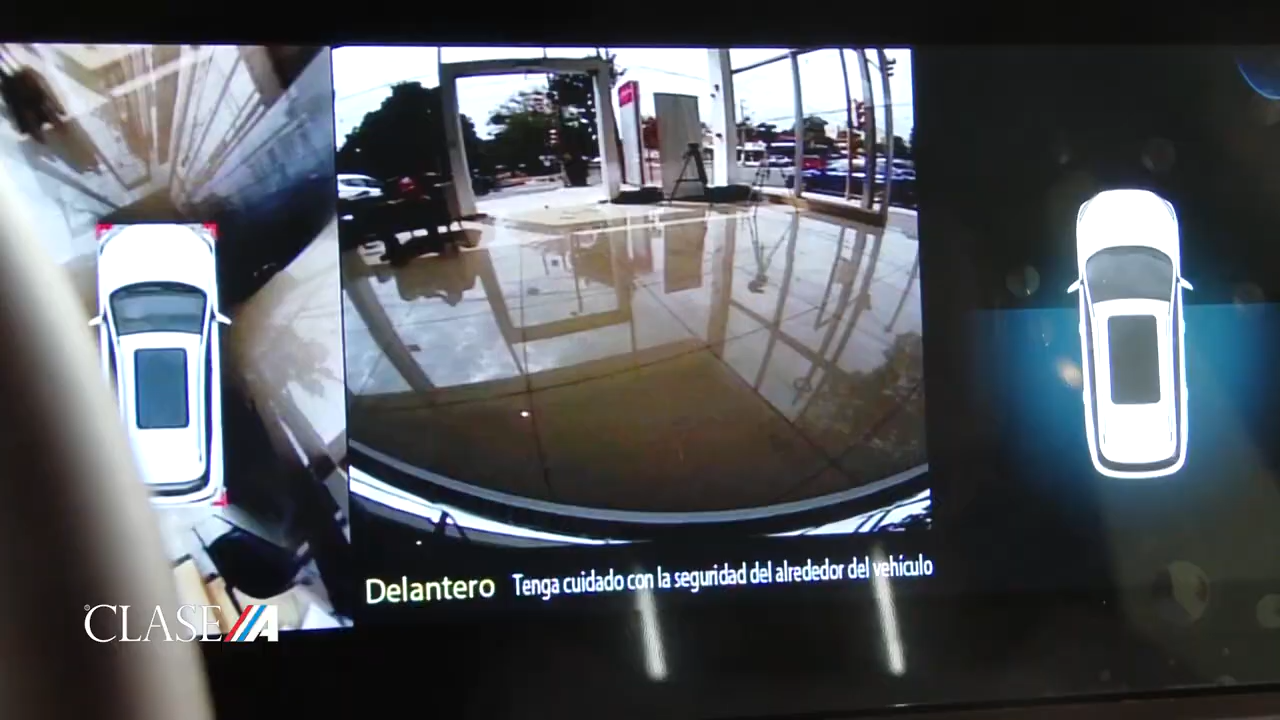 Delantero Tenga cuidado con la seguridad del alrededor del vehículo
CLASE A